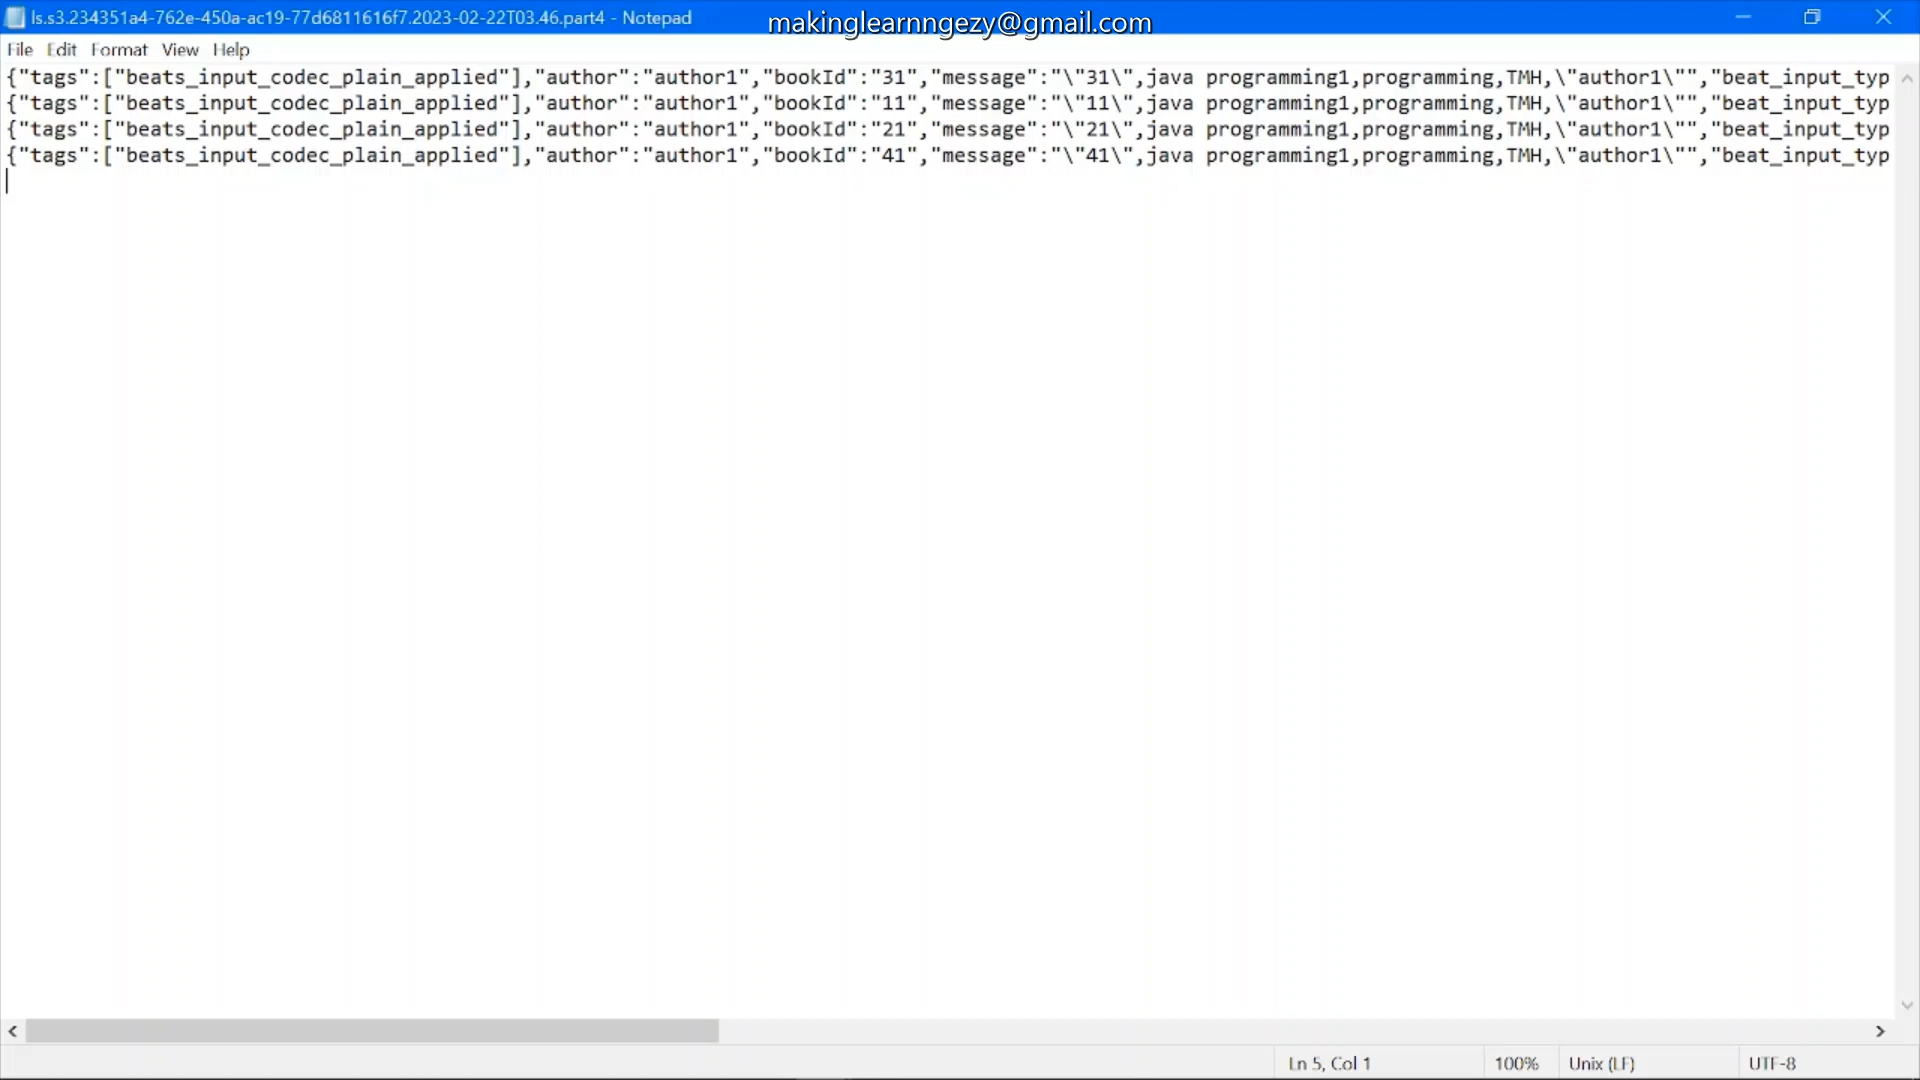 ls.s3.234351a4-762e-450a-ac19-77d6811616f7.2023-02-22T03.46.part4 - Notepad
makinglearnngezy@gmail.com
File Edit Format View Help
{"tags":["beats_input_codec_plain_applied"],"author":"author1","bookId":"31","message":"\"31\",java programming1,programming,TMH,\"author1\"","beat_input_typ
{"tags":["beats_input_codec_plain_applied"],"author":"author1","bookId":"11","message":"\"11\",java programming1,programming,TMH,\"author1\"","beat_input_typ
{"tags":["beats_input_codec_plain_applied"],"author":"author1","bookId":"21","message":"\"21\",java programming1,programming,TMH,\"author1\"","beat_input_typ
{"tags":["beats_input_codec_plain_applied"],"author":"author1","bookId":"41","message":"\"41\",java programming1,programming,TMH,\"author1\"","beat_input_typ
Ln 5, Col 1 100% Unix (LF) UTF-8